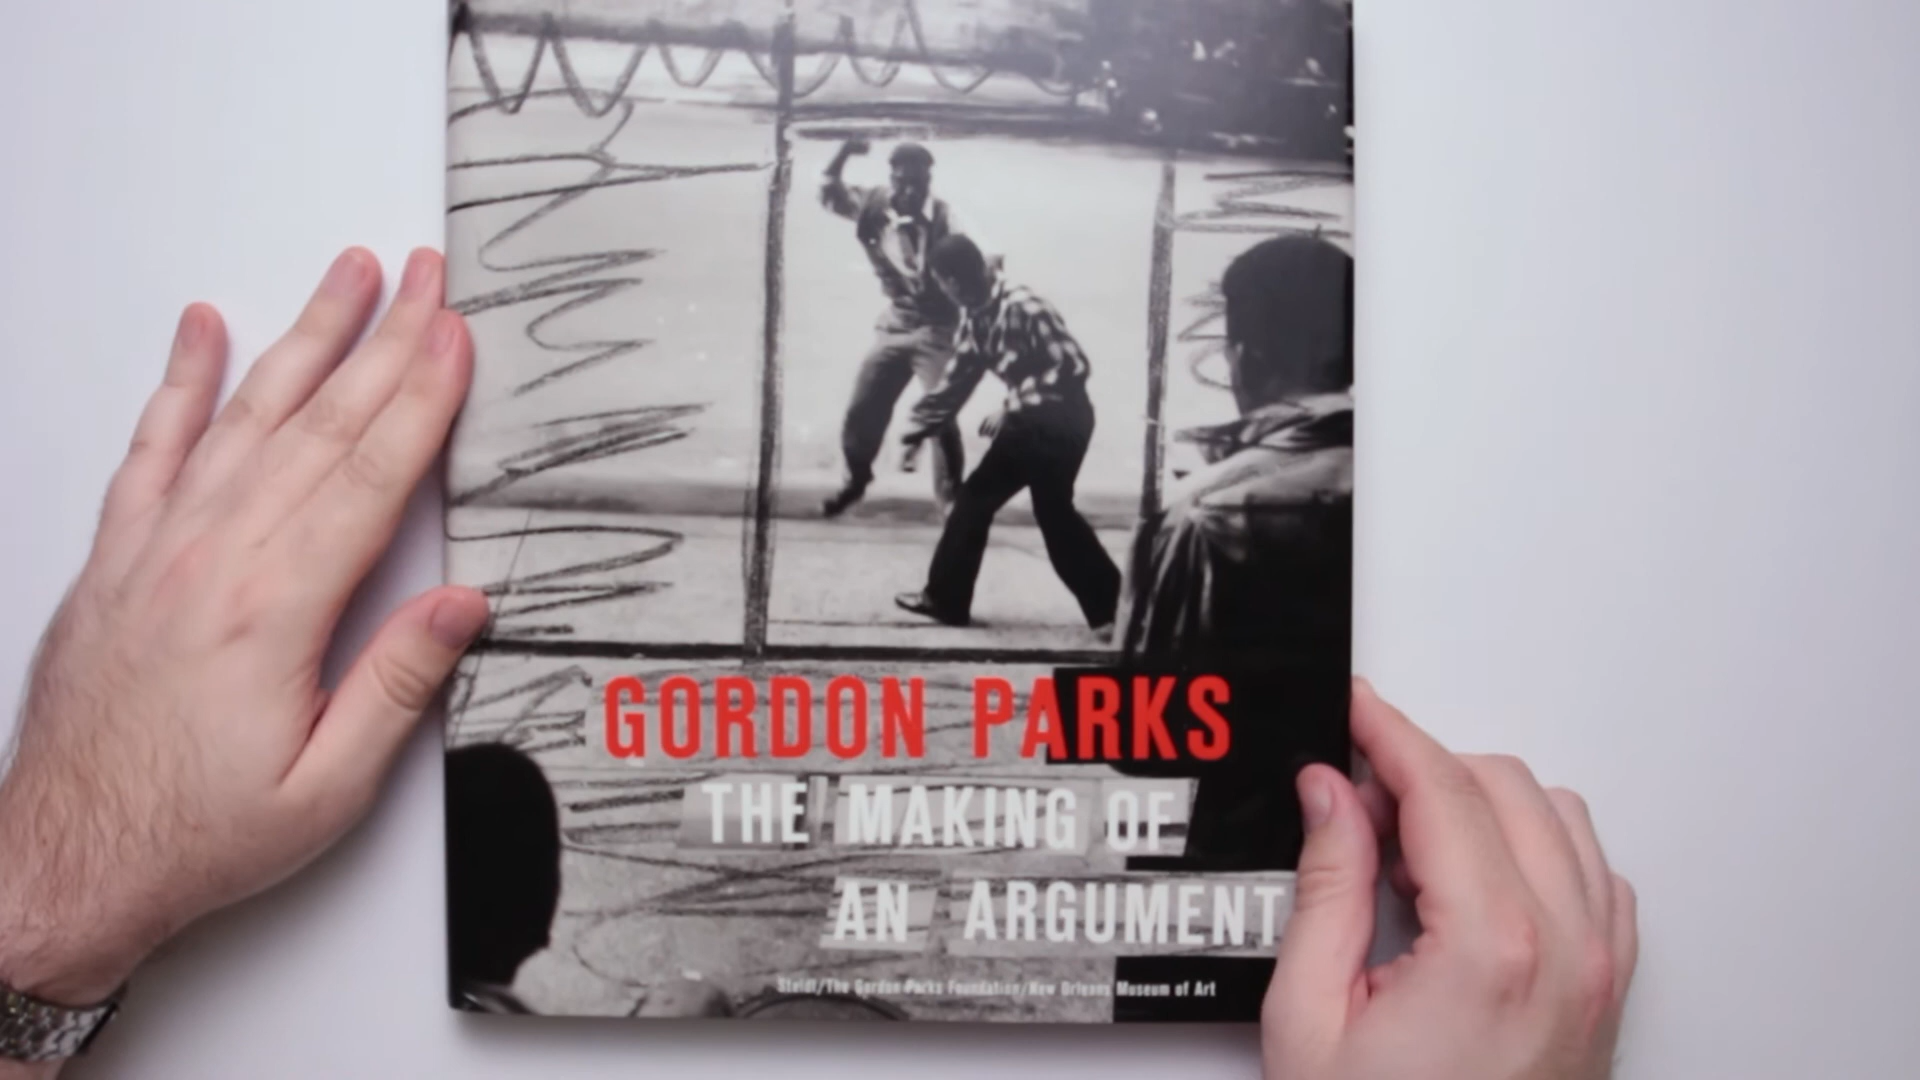 GORDON PARKS
THE MAKING OF
AN ARGUMENT
Steidl/The Gordon Parks Foundation/New Orleans Museum of Art